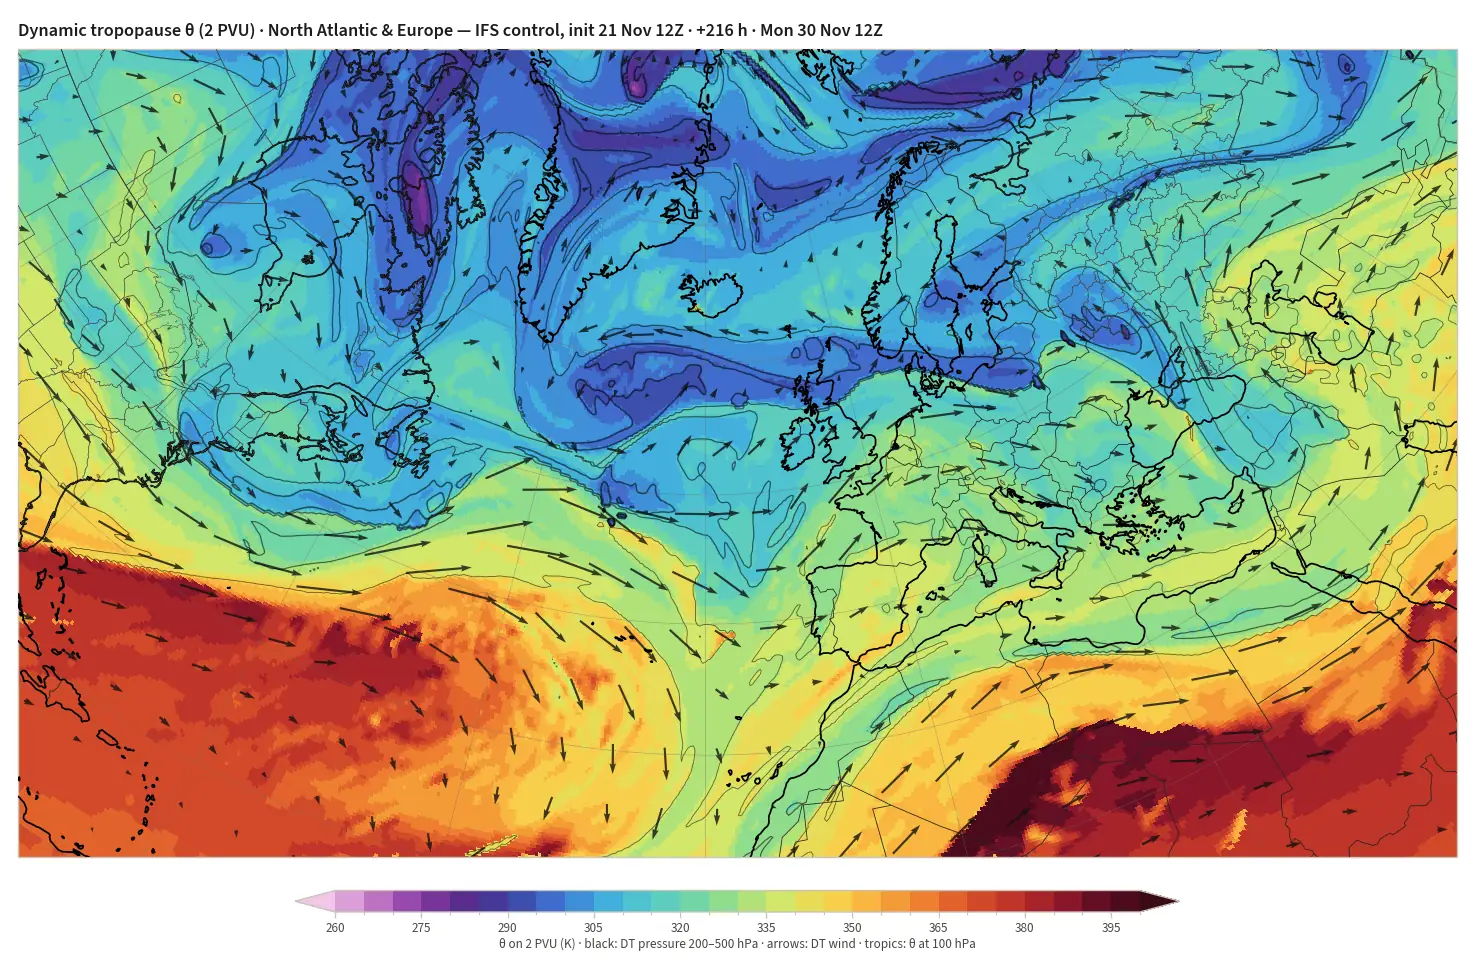 Dynamic tropopause θ (2 PVU) · North Atlantic & Europe — IFS control, init 21 Nov 12Z · +216 h · Mon 30 Nov 12Z
260 275 290 305 320 335 350 365 380 395
θ on 2 PVU (K) · black: DT pressure 200–500 hPa · arrows: DT wind · tropics: θ at 100 hPa